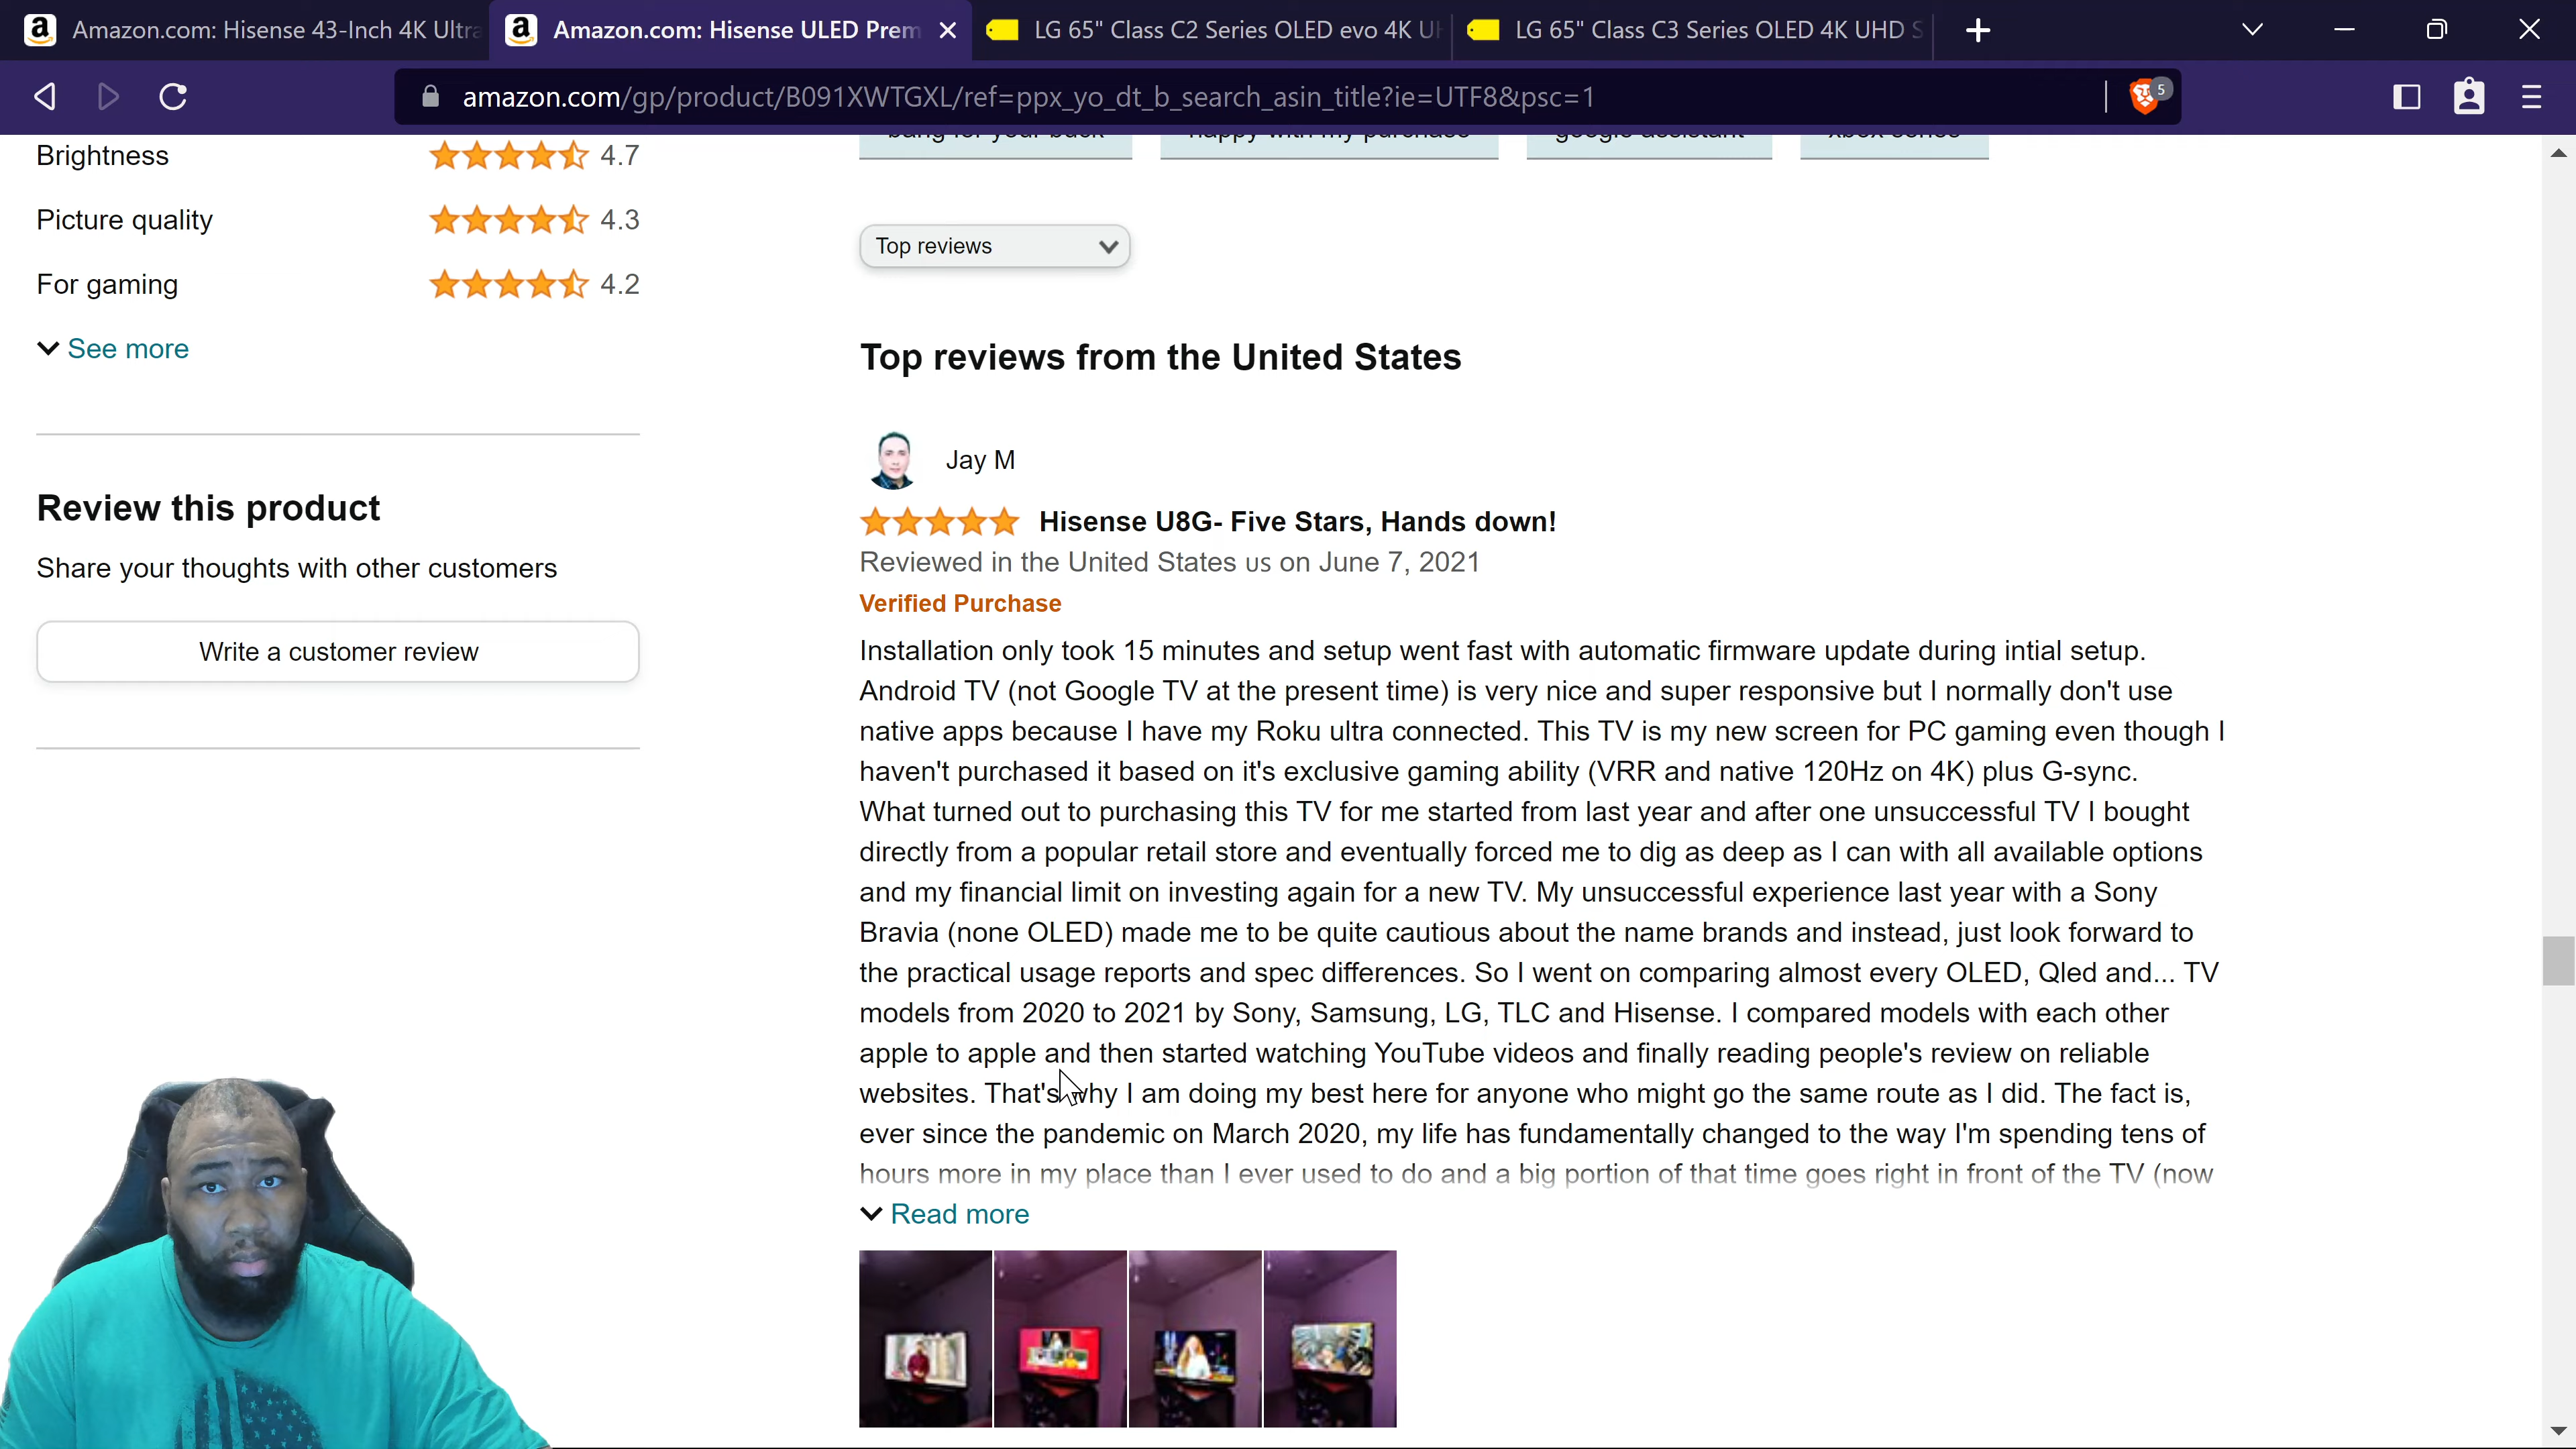 Amazon.com: Hisense 43-Inch 4K Ultra
Amazon.com: Hisense ULED Prem
LG 65" Class C2 Series OLED evo 4K UH
LG 65" Class C3 Series OLED 4K UHD S
amazon.com/gp/product/B091XWTGXL/ref=ppx_yo_dt_b_search_asin_title?ie=UTF8&psc=1
5
bang for your buck
happy with my purchase
google assistant
xbox series
Brightness 4.7
Picture quality 4.3
For gaming 4.2
See more
Review this product
Share your thoughts with other customers
Write a customer review
Top reviews
Top reviews from the United States
Jay M
Hisense U8G- Five Stars, Hands down!
Reviewed in the United States US on June 7, 2021
Verified Purchase
Installation only took 15 minutes and setup went fast with automatic firmware update during intial setup.
Android TV (not Google TV at the present time) is very nice and super responsive but I normally don't use
native apps because I have my Roku ultra connected. This TV is my new screen for PC gaming even though I
haven't purchased it based on it's exclusive gaming ability (VRR and native 120Hz on 4K) plus G-sync.
What turned out to purchasing this TV for me started from last year and after one unsuccessful TV I bought
directly from a popular retail store and eventually forced me to dig as deep as I can with all available options
and my financial limit on investing again for a new TV. My unsuccessful experience last year with a Sony
Bravia (none OLED) made me to be quite cautious about the name brands and instead, just look forward to
the practical usage reports and spec differences. So I went on comparing almost every OLED, Qled and... TV
models from 2020 to 2021 by Sony, Samsung, LG, TLC and Hisense. I compared models with each other
apple to apple and then started watching YouTube videos and finally reading people's review on reliable
websites. That's why I am doing my best here for anyone who might go the same route as I did. The fact is,
ever since the pandemic on March 2020, my life has fundamentally changed to the way I'm spending tens of
hours more in my place than I ever used to do and a big portion of that time goes right in front of the TV (now
Read more